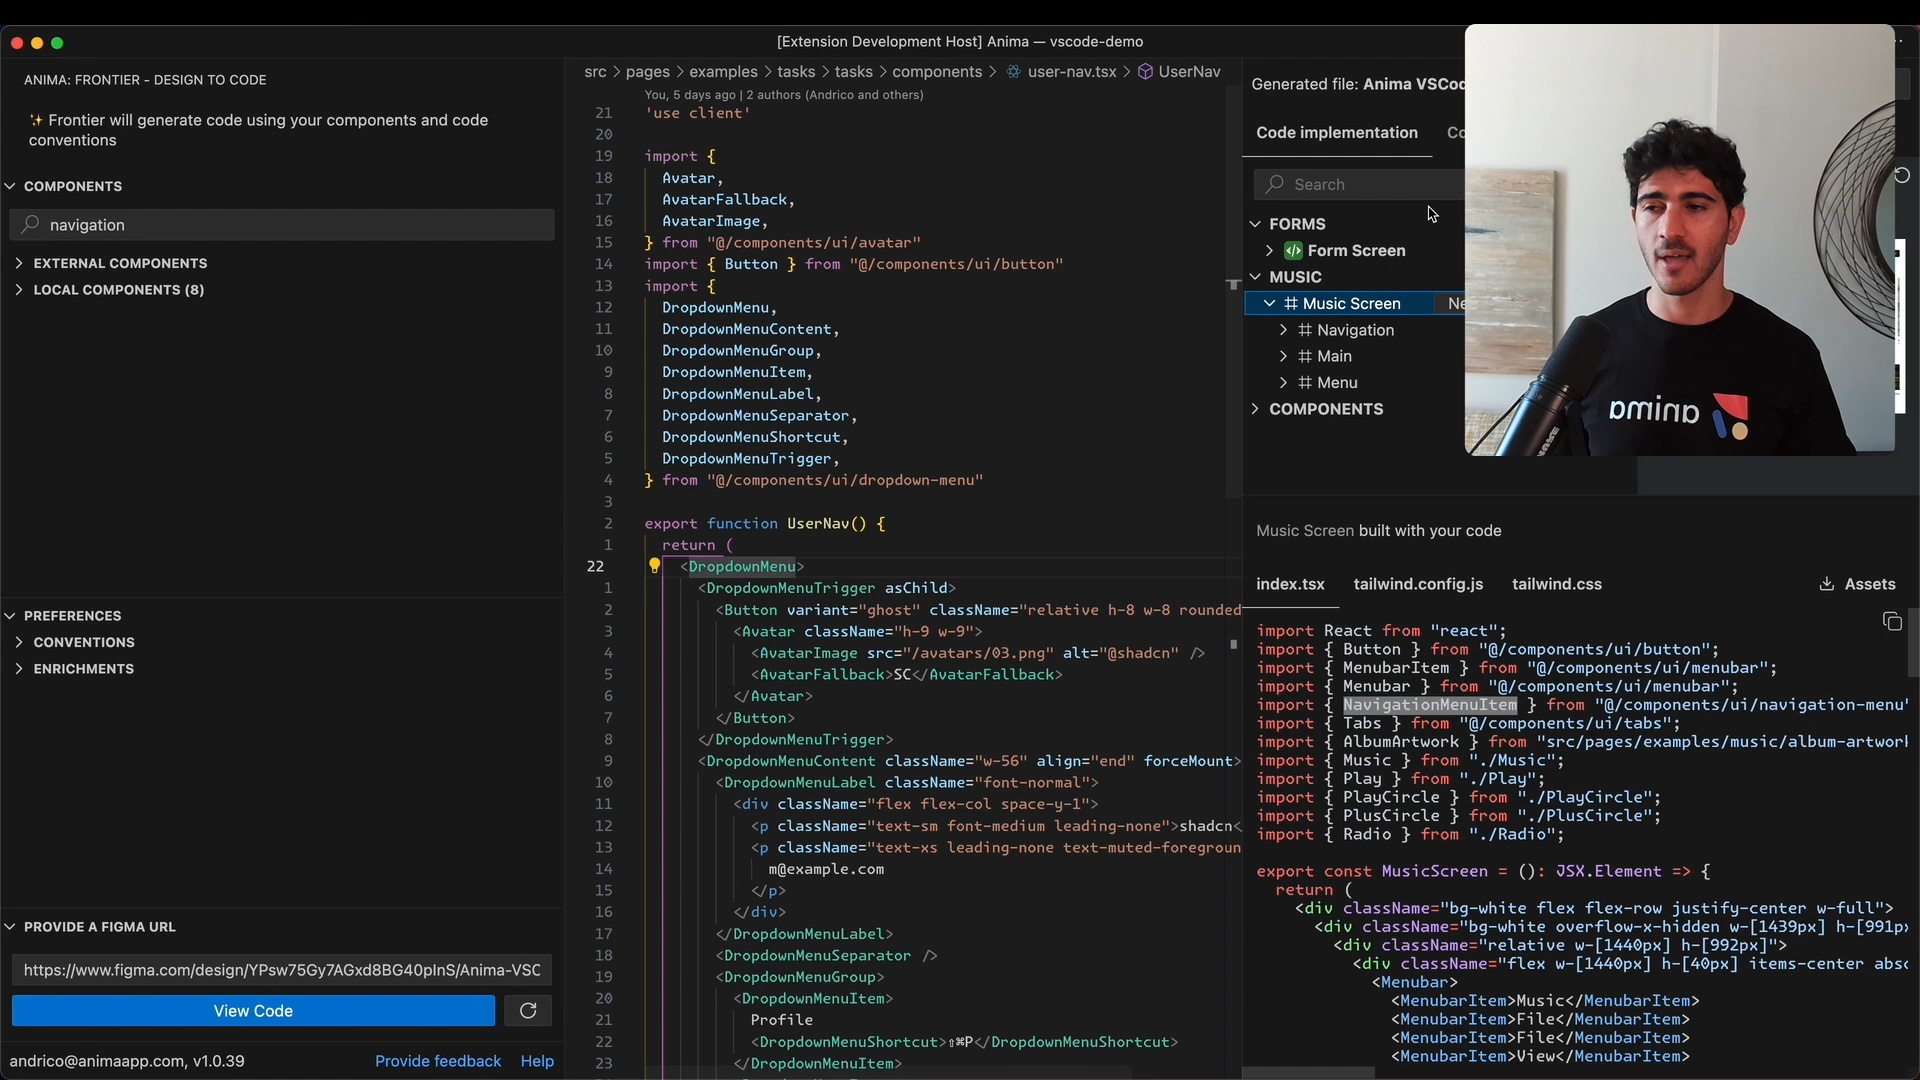 [Extension Development Host] Anima — vscode-demo
ANIMA: FRONTIER - DESIGN TO CODE
✨ Frontier will generate code using your components and code
conventions
COMPONENTS
navigation
EXTERNAL COMPONENTS
LOCAL COMPONENTS (8)
PREFERENCES
CONVENTIONS
ENRICHMENTS
PROVIDE A FIGMA URL
https://www.figma.com/design/YPsw75Gy7AGxd8BG40pInS/Anima-VSC
View Code
andrico@animaapp.com, v1.0.39
Provide feedback
Help
src > pages > examples > tasks > tasks > components > user-nav.tsx > UserNav
You, 5 days ago | 2 authors (Andrico and others)
21 'use client'
20
19 import {
18 Avatar,
17 AvatarFallback,
16 AvatarImage,
15 } from "@/components/ui/avatar"
14 import { Button } from "@/components/ui/button"
13 import {
12 DropdownMenu,
11 DropdownMenuContent,
10 DropdownMenuGroup,
9 DropdownMenuItem,
8 DropdownMenuLabel,
7 DropdownMenuSeparator,
6 DropdownMenuShortcut,
5 DropdownMenuTrigger,
4 } from "@/components/ui/dropdown-menu"
3
2 export function UserNav() {
1 return (
22 <DropdownMenu>
1 <DropdownMenuTrigger asChild>
2 <Button variant="ghost" className="relative h-8 w-8 rounded
3 <Avatar className="h-9 w-9">
4 <AvatarImage src="/avatars/03.png" alt="@shadcn" />
5 <AvatarFallback>SC</AvatarFallback>
6 </Avatar>
7 </Button>
8 </DropdownMenuTrigger>
9 <DropdownMenuContent className="w-56" align="end" forceMount>
10 <DropdownMenuLabel className="font-normal">
11 <div className="flex flex-col space-y-1">
12 <p className="text-sm font-medium leading-none">shadcn<
13 <p className="text-xs leading-none text-muted-foregroun
14 m@example.com
15 </p>
16 </div>
17 </DropdownMenuLabel>
18 <DropdownMenuSeparator />
19 <DropdownMenuGroup>
20 <DropdownMenuItem>
21 Profile
22 <DropdownMenuShortcut>⇧⌘P</DropdownMenuShortcut>
23 </DropdownMenuItem>
Generated file: Anima VSCod
Code implementation
Co
Search
FORMS
Form Screen
MUSIC
Music Screen
Ne
Navigation
Main
Menu
COMPONENTS
anima
Music Screen built with your code
index.tsx tailwind.config.js tailwind.css Assets
import React from "react";
import { Button } from "@/components/ui/button";
import { MenubarItem } from "@/components/ui/menubar";
import { Menubar } from "@/components/ui/menubar";
import { NavigationMenuItem } from "@/components/ui/navigation-menu"
import { Tabs } from "@/components/ui/tabs";
import { AlbumArtwork } from "src/pages/examples/music/album-artwork
import { Music } from "./Music";
import { Play } from "./Play";
import { PlayCircle } from "./PlayCircle";
import { PlusCircle } from "./PlusCircle";
import { Radio } from "./Radio";
export const MusicScreen = (): JSX.Element => {
return (
<div className="bg-white flex flex-row justify-center w-full">
<div className="bg-white overflow-x-hidden w-[1439px] h-[991px
<div className="relative w-[1440px] h-[992px]">
<div className="flex w-[1440px] h-[40px] items-center abso
<Menubar>
<MenubarItem>Music</MenubarItem>
<MenubarItem>File</MenubarItem>
<MenubarItem>File</MenubarItem>
<MenubarItem>View</MenubarItem>